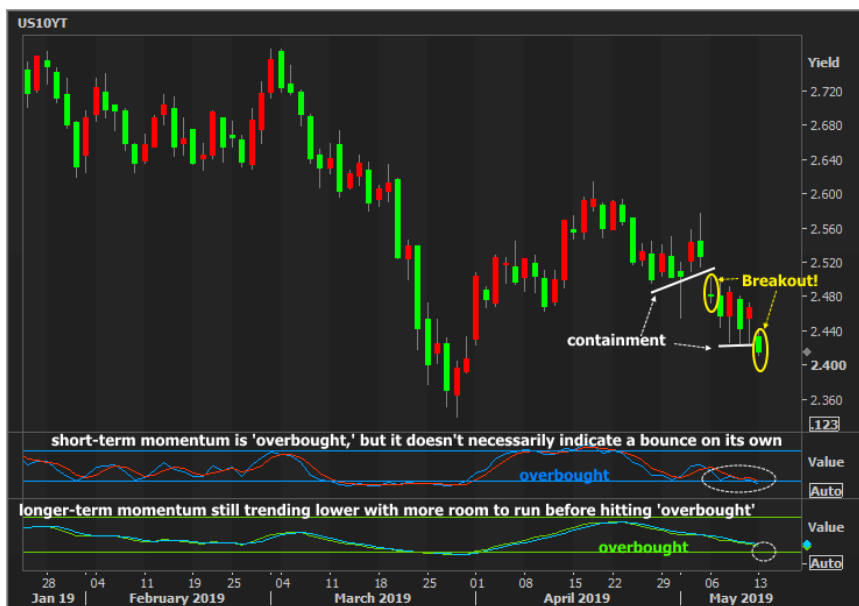 US10YT
Yield
2.720
2.680
2.640
2.600
2.560
2.520
2.480
2.440
2.400
2.360
.123
Breakout!
containment
short-term momentum is 'overbought,' but it doesn't necessarily indicate a bounce on its own
Value
overbought
Auto
longer-term momentum still trending lower with more room to run before hitting 'overbought'
Value
overbought
Auto
28 04 11 19 25 04 11 18 25 01 08 15 22 29 06 13
Jan 19 February 2019 March 2019 April 2019 May 2019